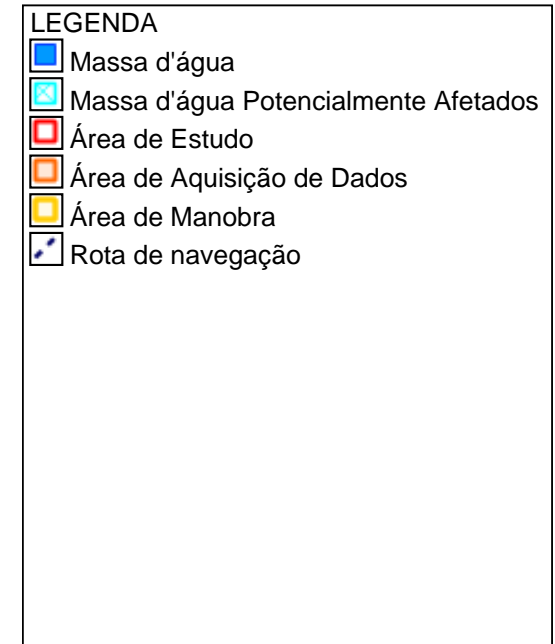 LEGENDA
Massa d'água
Massa d'água Potencialmente Afetados
Área de Estudo
Área de Aquisição de Dados
Área de Manobra
Rota de navegação